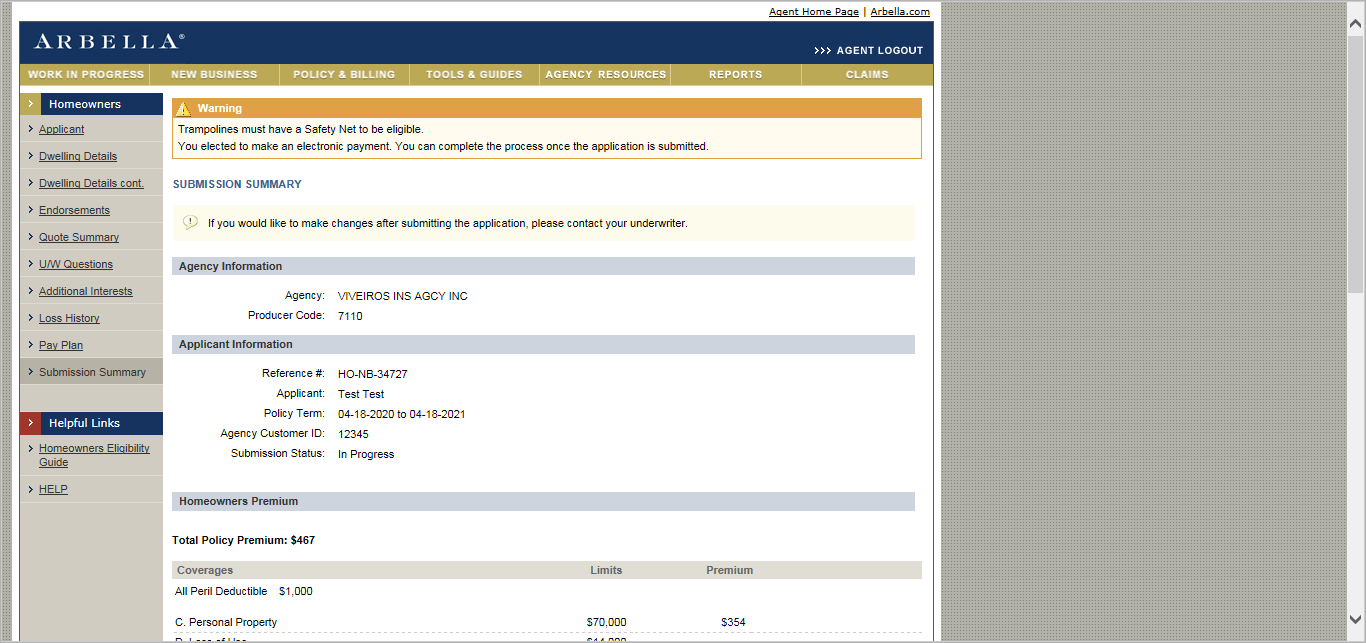 Agent Home Page | Arbella.com
ARBELLA®
>>> AGENT LOGOUT
WORK IN PROGRESS NEW BUSINESS POLICY & BILLING TOOLS & GUIDES AGENCY RESOURCES REPORTS CLAIMS
Homeowners
Applicant
Dwelling Details
Dwelling Details cont.
Endorsements
Quote Summary
U/W Questions
Additional Interests
Loss History
Pay Plan
Submission Summary
Helpful Links
Homeowners Eligibility
Guide
HELP
Warning
Trampolines must have a Safety Net to be eligible.
You elected to make an electronic payment. You can complete the process once the application is submitted.
SUBMISSION SUMMARY
If you would like to make changes after submitting the application, please contact your underwriter.
Agency Information
Agency: VIVEIROS INS AGCY INC
Producer Code: 7110
Applicant Information
Reference #: HO-NB-34727
Applicant: Test Test
Policy Term: 04-18-2020 to 04-18-2021
Agency Customer ID: 12345
Submission Status: In Progress
Homeowners Premium
Total Policy Premium: $467
Coverages Limits Premium
All Peril Deductible $1,000
C. Personal Property $70,000 $354
D. Loss of Use $14,000